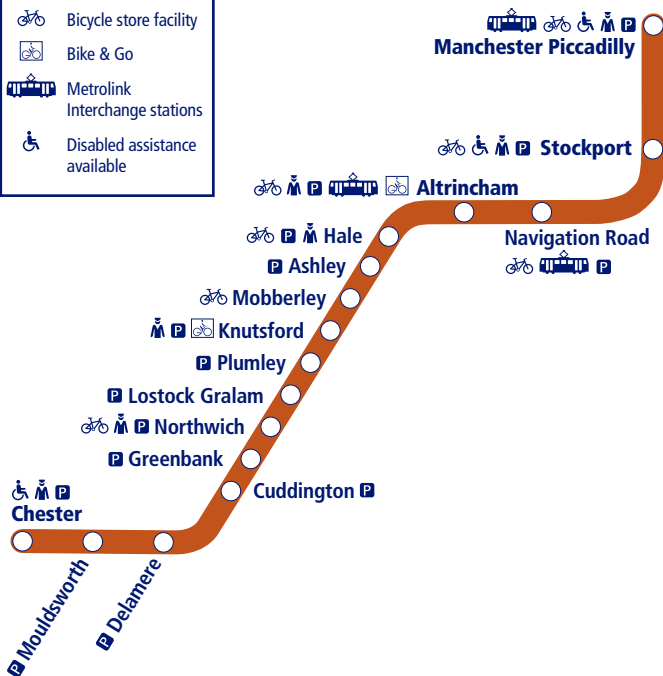 Bicycle store facility
Bike & Go
Metrolink
Interchange stations
Disabled assistance
available
P
Manchester Piccadilly
P Stockport
P Altrincham
Navigation Road
P
P Hale
P Ashley
Mobberley
P Knutsford
P Plumley
P Lostock Gralam
P Northwich
P Greenbank
Cuddington P
P
Chester
P Mouldsworth
P Delamere